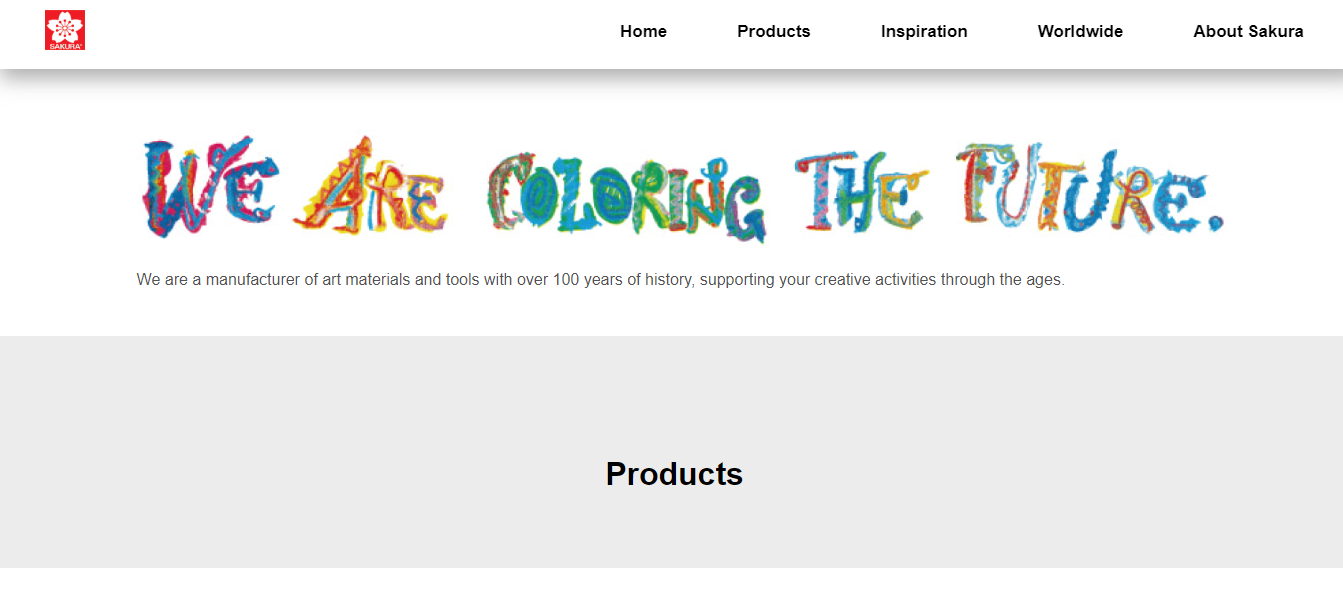 SAKURA
Home Products Inspiration Worldwide About Sakura
WE ARE COLORING THE FUTURE.
We are a manufacturer of art materials and tools with over 100 years of history, supporting your creative activities through the ages.
Products